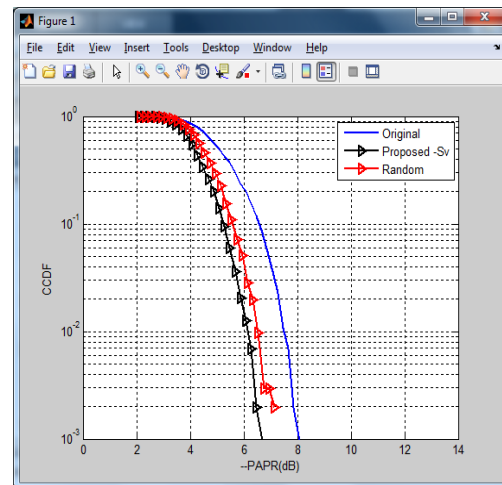 Figure 1
File Edit View Insert Tools Desktop Window Help
10^0
10^-1
10^-2
10^-3
CCDF
Original
Proposed -Sv
Random
0 2 4 6 8 10 12 14
--PAPR(dB)